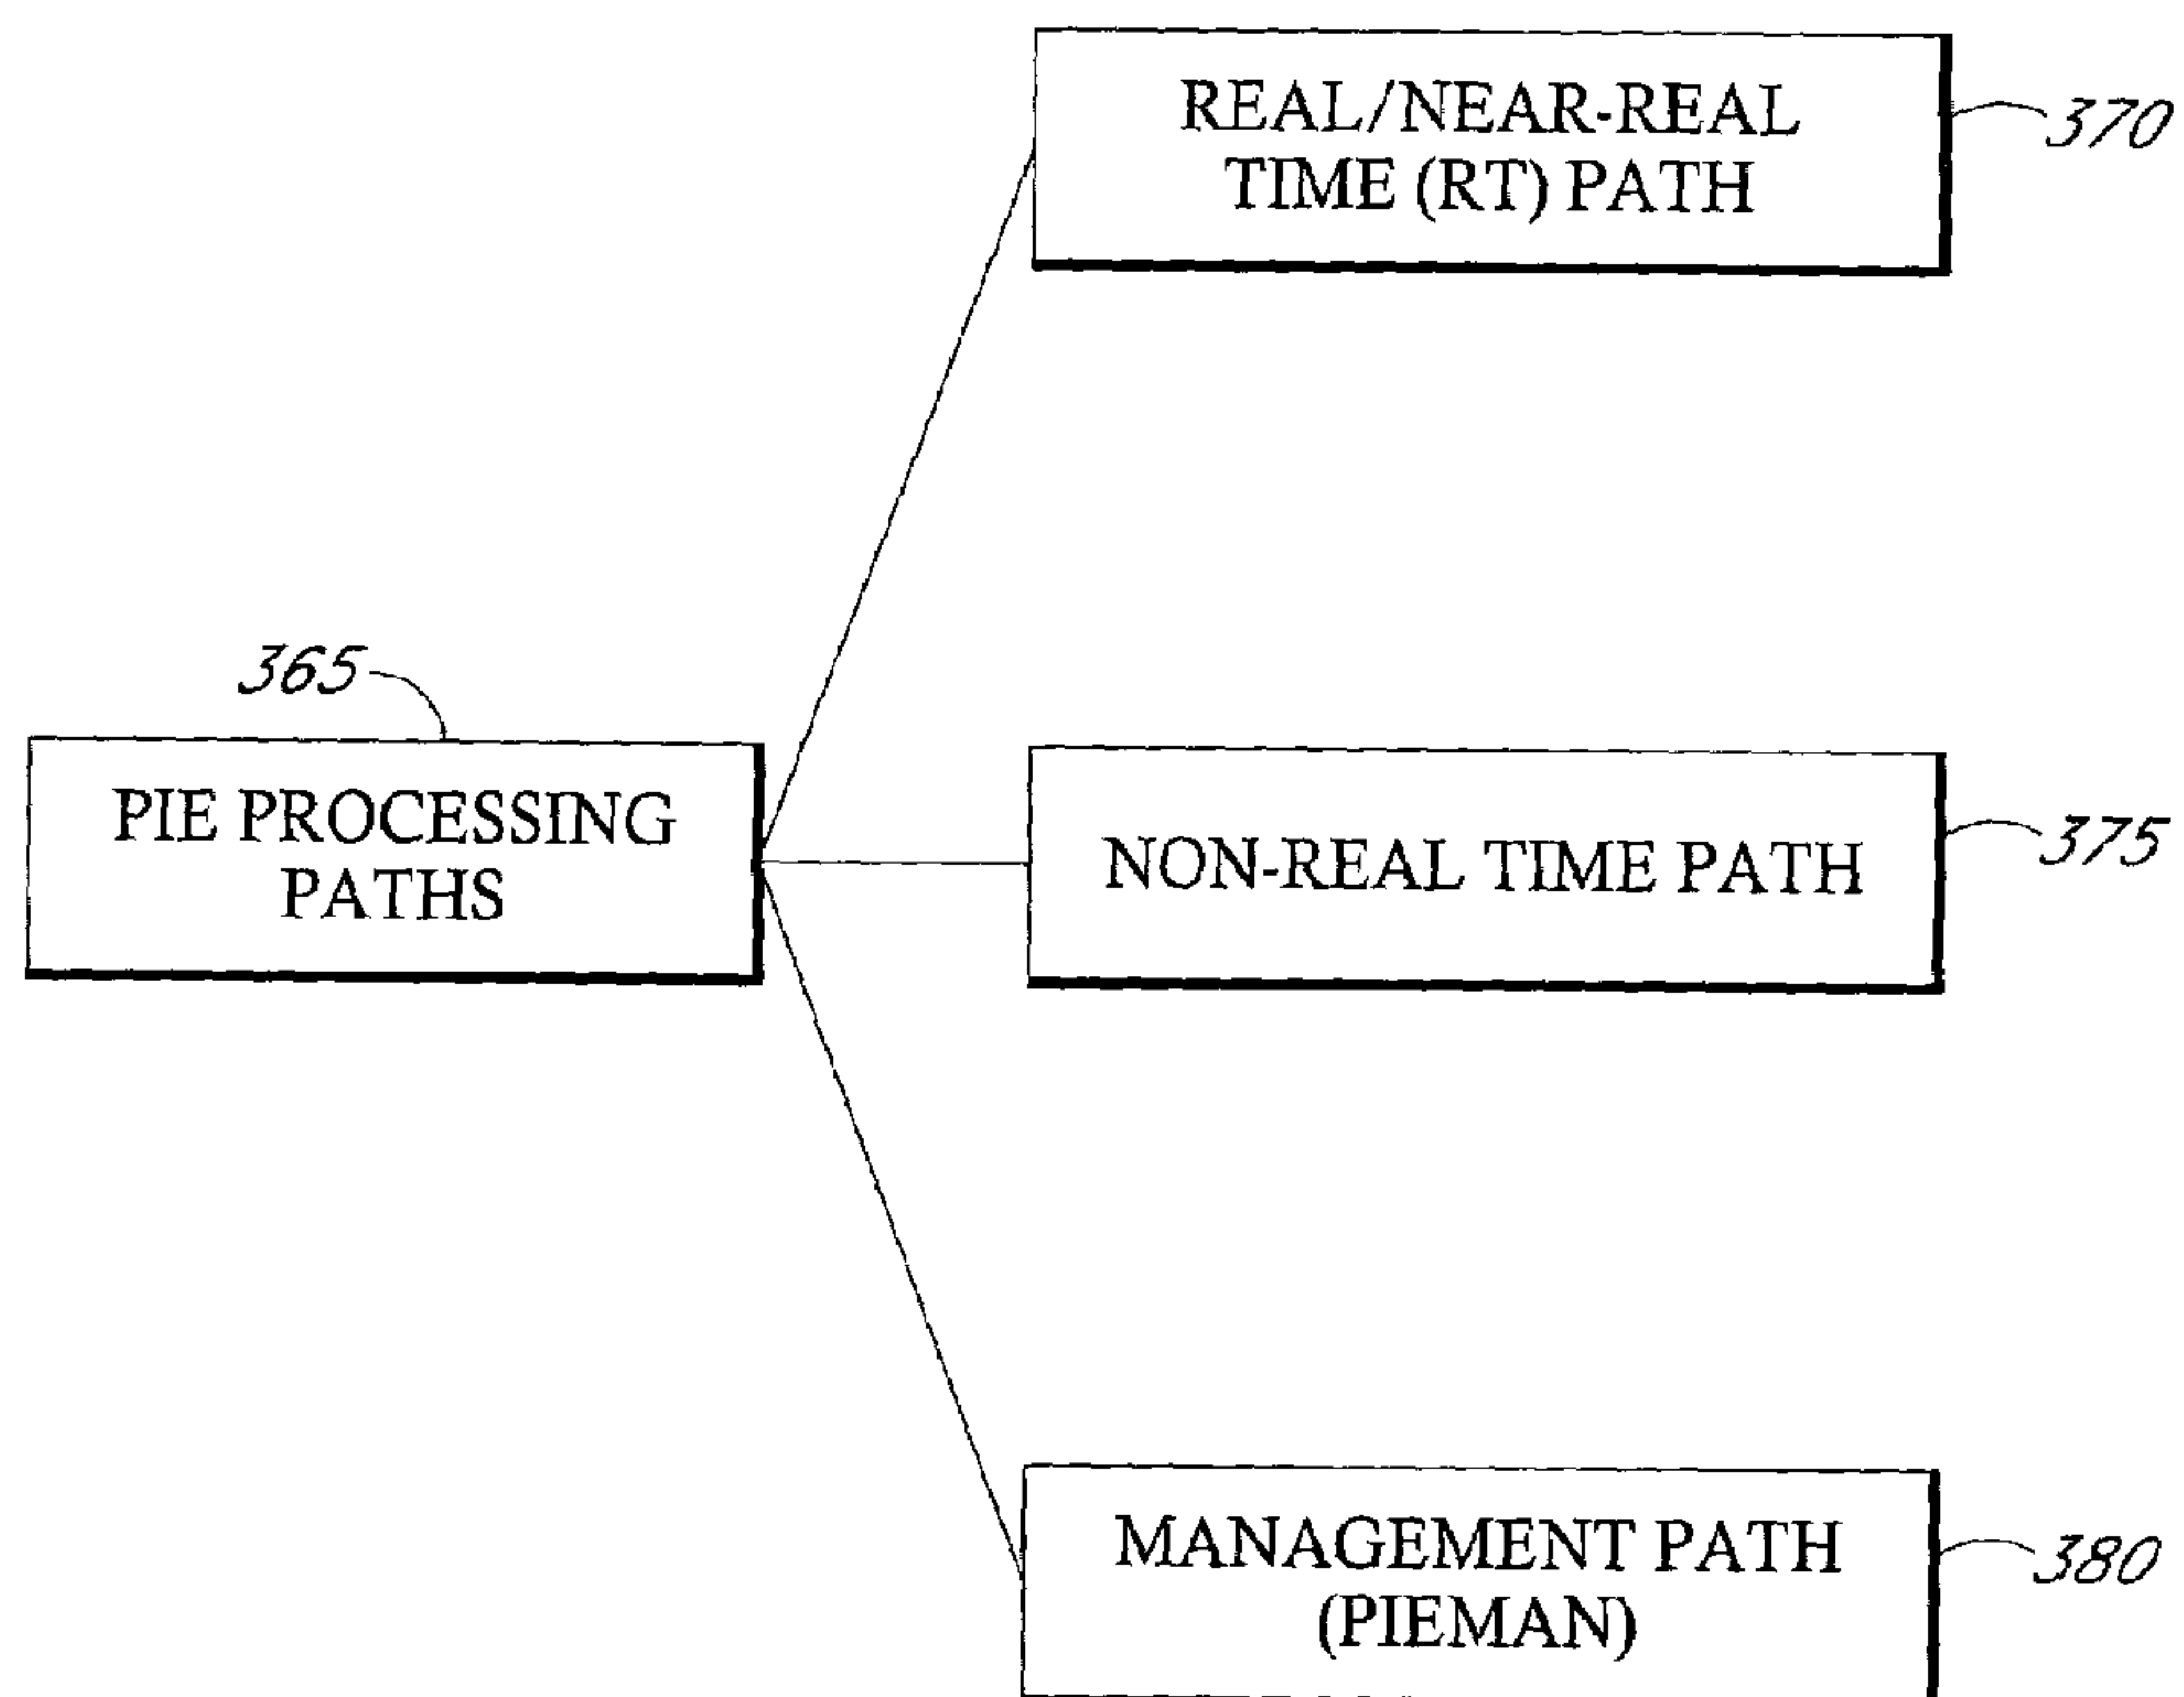 REAL/NEAR-REAL
TIME (RT) PATH
370
365
PIE PROCESSING
PATHS
NON-REAL TIME PATH
375
MANAGEMENT PATH
(PIEMAN)
380